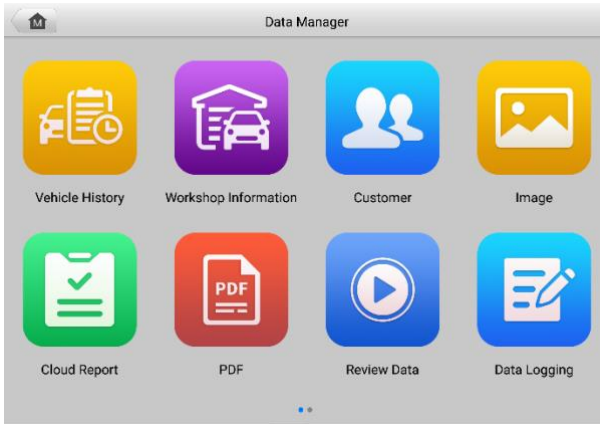 M
Data Manager
Vehicle History
Workshop Information
Customer
Image
PDF
Cloud Report
PDF
Review Data
Data Logging